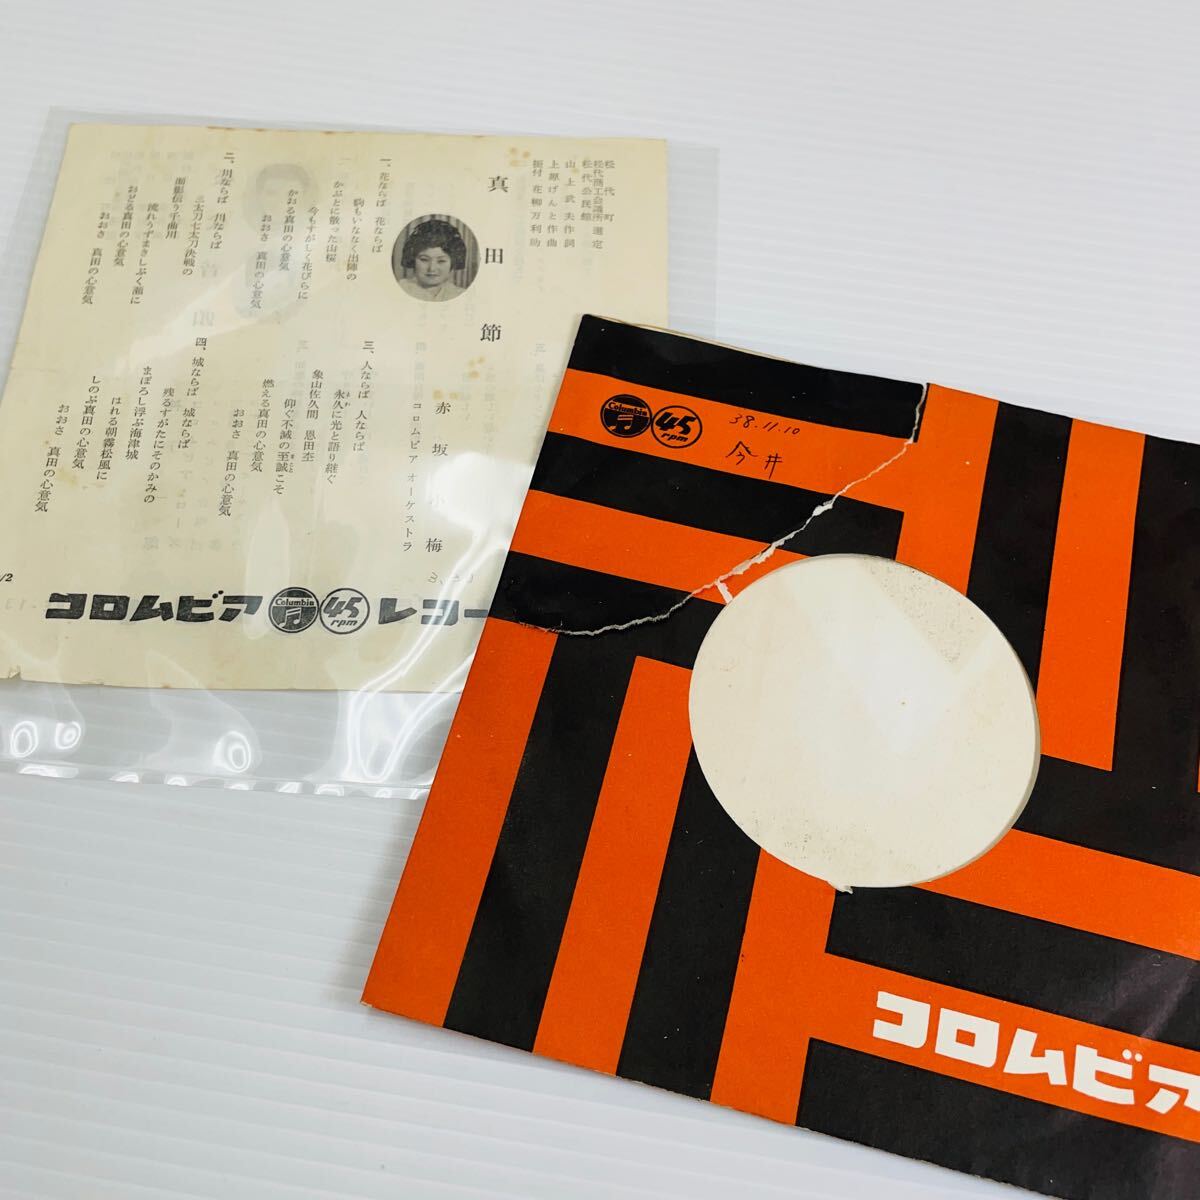 松代町
松代商工会議所選定
松代公民館
山上武夫作詞
上原げんと作曲
振付 花柳万利助
真田節
赤坂小梅
コロムビア オーケストラ
一、花ならば 花ならば
駒もいななく出陣の
かぶとに散った山桜
今もすがしく花びらに
かおる真田の心意気
おおさ 真田の心意気
二、川ならば 川ならば
三太刀七太刀決戦の
面影偲う千曲川
流れうずまきしぶく瀬に
おどる真田の心意気
おおさ 真田の心意気
三、人ならば 人ならば
永久に光と語り継ぐ
象山佐久間 恩田杢
仰ぐ不滅の至誠こそ
燃える真田の心意気
おおさ 真田の心意気
四、城ならば 城ならば
残るすがたにそのかみの
まぼろし浮ぶ海津城
はれる朝霧松風に
しのぶ真田の心意気
おおさ 真田の心意気
コロムビア Columbia 45 rpm レコー
Columbia 45 rpm
38.11.10
今井
コロムビア